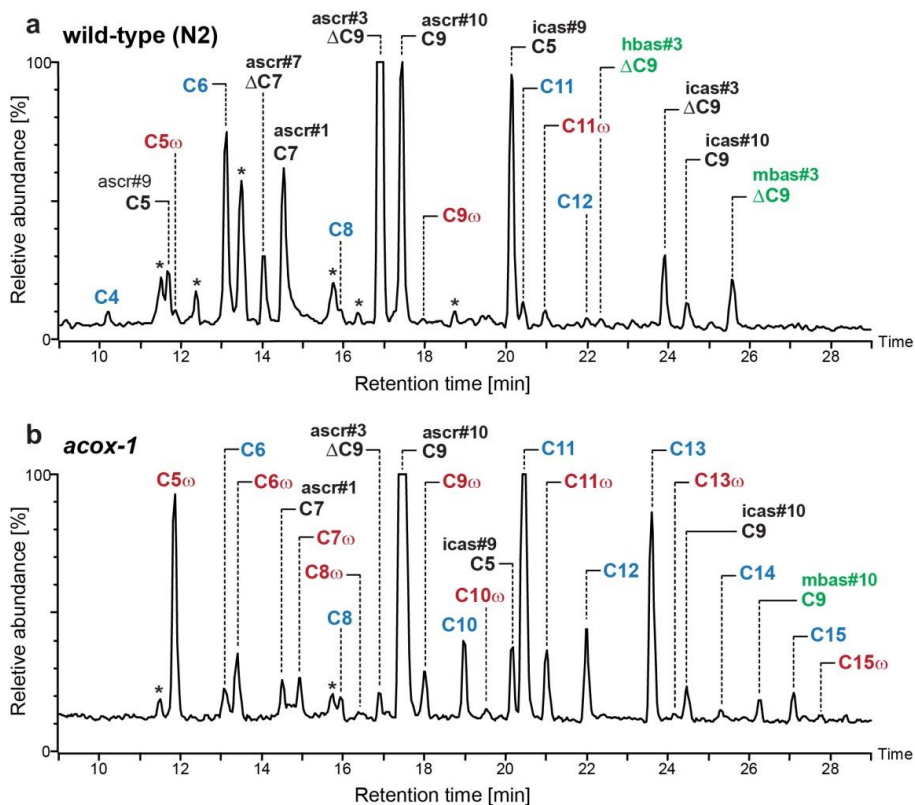 a wild-type (N2)
ascr#3
ΔC9
ascr#10
C9
icas#9
C5
hbas#3
ΔC9
C6
ascr#7
ΔC7
C11
icas#3
ΔC9
C5ω
ascr#1
C7
C11ω
icas#10
C9
ascr#9
C5
*
C9ω
C12
mbas#3
ΔC9
C8
C4
*
*
*
*
*
100
0
Reletive abundance [%]
10 12 14 16 18 20 22 24 26 28
Time
Retention time [min]
b acox-1
ascr#3
ΔC9
ascr#10
C9
C6
C11
C13
C5ω
C6ω
ascr#1
C7
C9ω
C11ω
C13ω
C7ω
icas#10
C9
C8ω
icas#9
C5
C12
C14
C10ω
mbas#10
C9
C8
C10
C15
C15ω
*
*
100
0
Reletive abundance [%]
10 12 14 16 18 20 22 24 26 28
Time
Retention time [min]